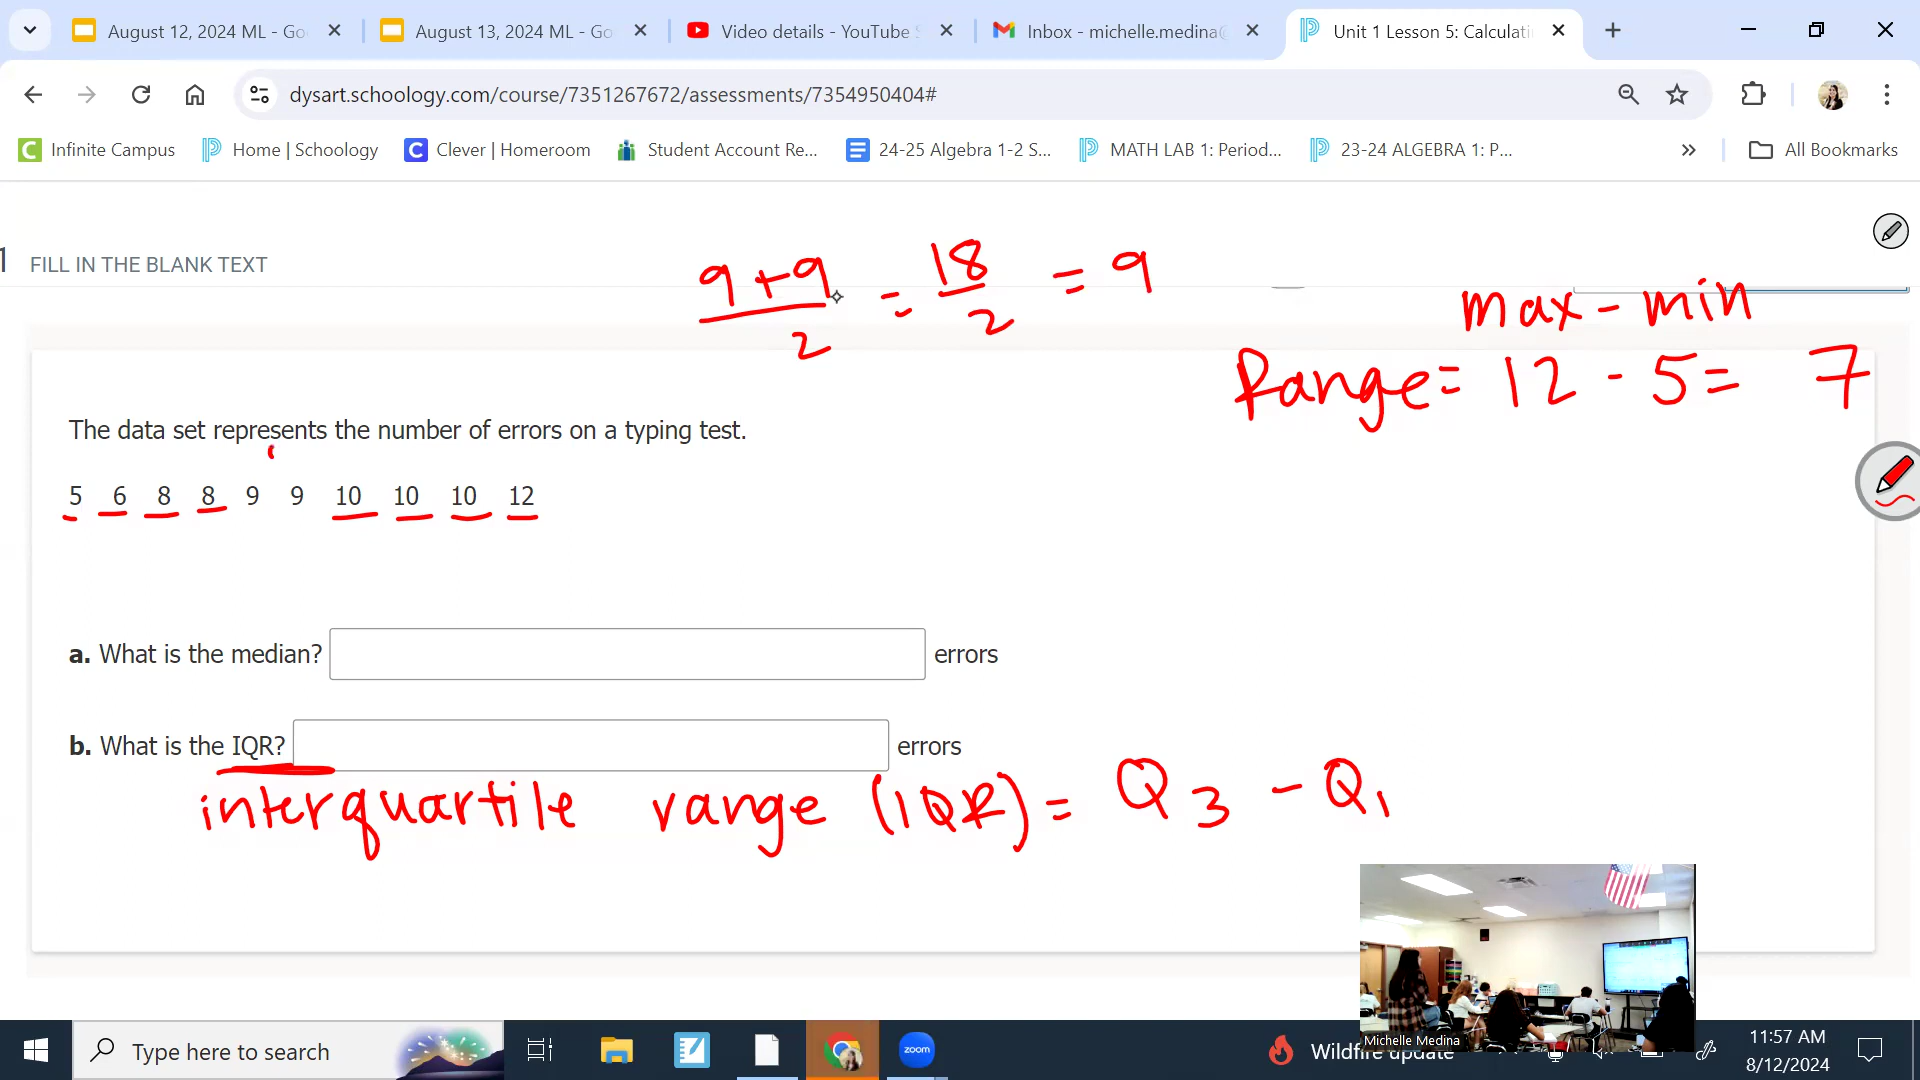 August 12, 2024 ML - Go
August 13, 2024 ML - Go
Video details - YouTube S
Inbox - michelle.medina@
Unit 1 Lesson 5: Calculati
dysart.schoology.com/course/7351267672/assessments/7354950404#
Infinite Campus
Home | Schoology
Clever | Homeroom
Student Account Re...
24-25 Algebra 1-2 S...
MATH LAB 1: Period...
23-24 ALGEBRA 1: P...
»
All Bookmarks
1 FILL IN THE BLANK TEXT
9+9/2 = 18/2 = 9
max - min
Range = 12 - 5 = 7
The data set represents the number of errors on a typing test.
5 6 8 8 9 9 10 10 10 12
a. What is the median? errors
b. What is the IQR? errors
interquartile range (IQR) = Q3 - Q1
Michelle Medina
Type here to search
zoom
Wildfire update
11:57 AM
8/12/2024